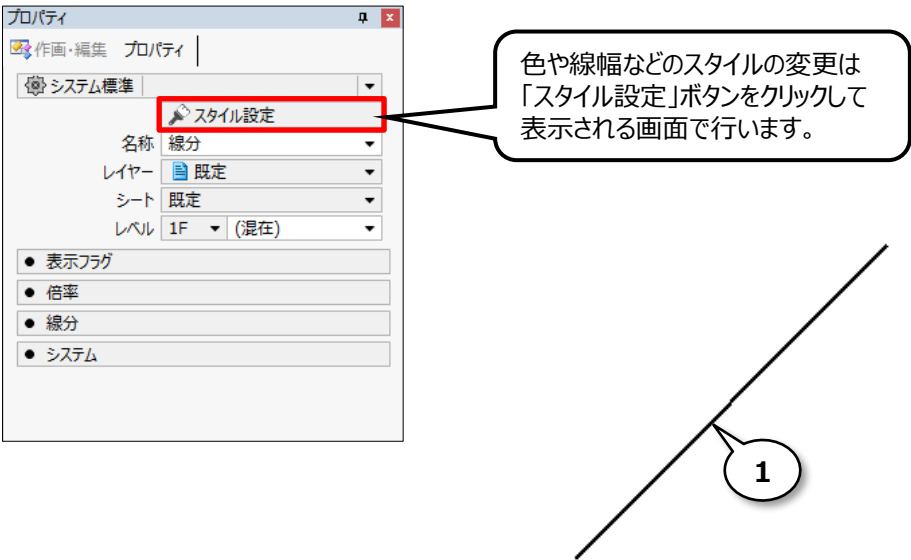 プロパティ
作画・編集 プロパティ
システム標準
スタイル設定
名称 線分
レイヤー 既定
シート 既定
レベル 1F (混在)
● 表示フラグ
● 倍率
● 線分
● システム
色や線幅などのスタイルの変更は
「スタイル設定」ボタンをクリックして
表示される画面で行います。
1